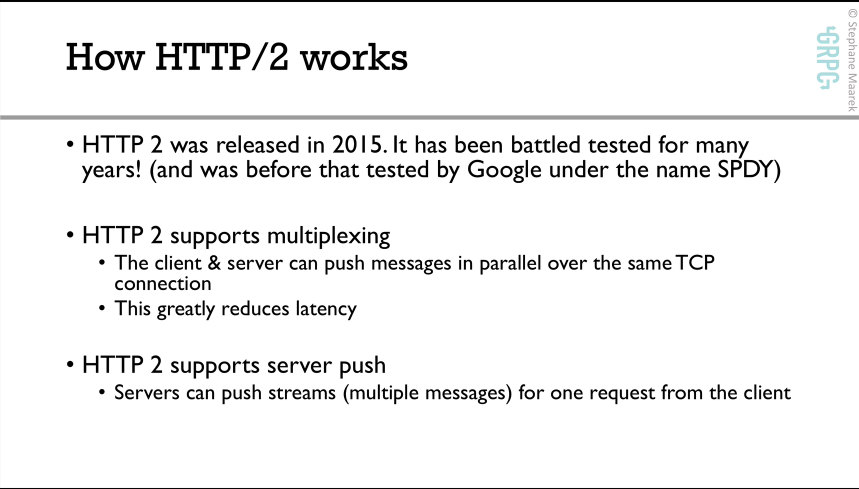 How HTTP/2 works
© Stephane Maarek
GRPC
• HTTP 2 was released in 2015. It has been battled tested for many
years! (and was before that tested by Google under the name SPDY)
• HTTP 2 supports multiplexing
• The client & server can push messages in parallel over the same TCP
connection
• This greatly reduces latency
• HTTP 2 supports server push
• Servers can push streams (multiple messages) for one request from the client